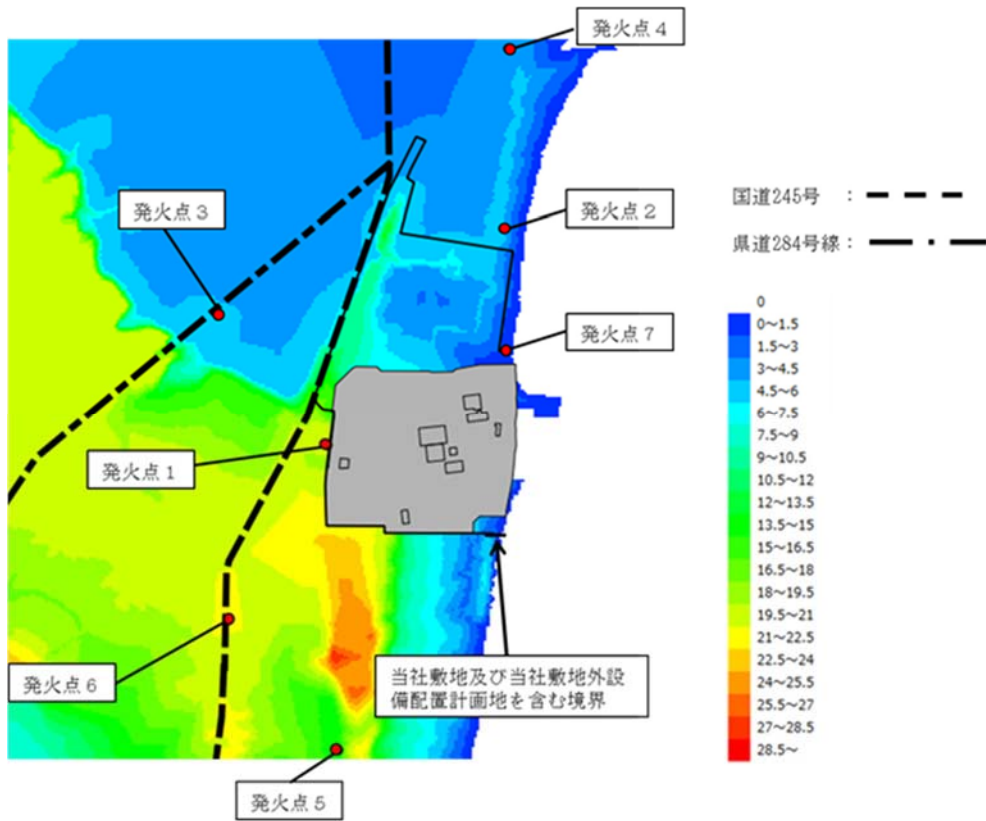 発火点４
発火点３
発火点２
国道245号 ：
県道284号線：
発火点７
発火点１
発火点６
当社敷地及び当社敷地外設
備配置計画地を含む境界
発火点５
0
0～1.5
1.5～3
3～4.5
4.5～6
6～7.5
7.5～9
9～10.5
10.5～12
12～13.5
13.5～15
15～16.5
16.5～18
18～19.5
19.5～21
21～22.5
22.5～24
24～25.5
25.5～27
27～28.5
28.5～